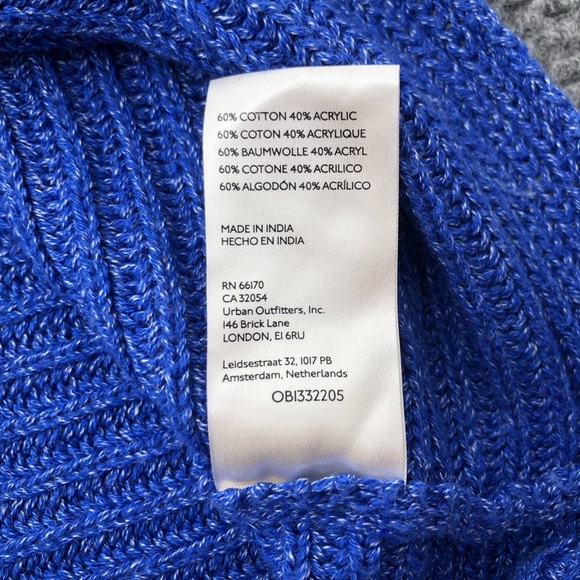 60% COTTON 40% ACRYLIC
60% COTON 40% ACRYLIQUE
60% BAUMWOLLE 40% ACRYL
60% COTONE 40% ACRILICO
60% ALGODÓN 40% ACRÍLICO
MADE IN INDIA
HECHO EN INDIA
RN 66170
CA 32054
Urban Outfitters, Inc.
146 Brick Lane
LONDON, E1 6RU
Leidsestraat 32, 1017 PB
Amsterdam, Netherlands
OB1332205